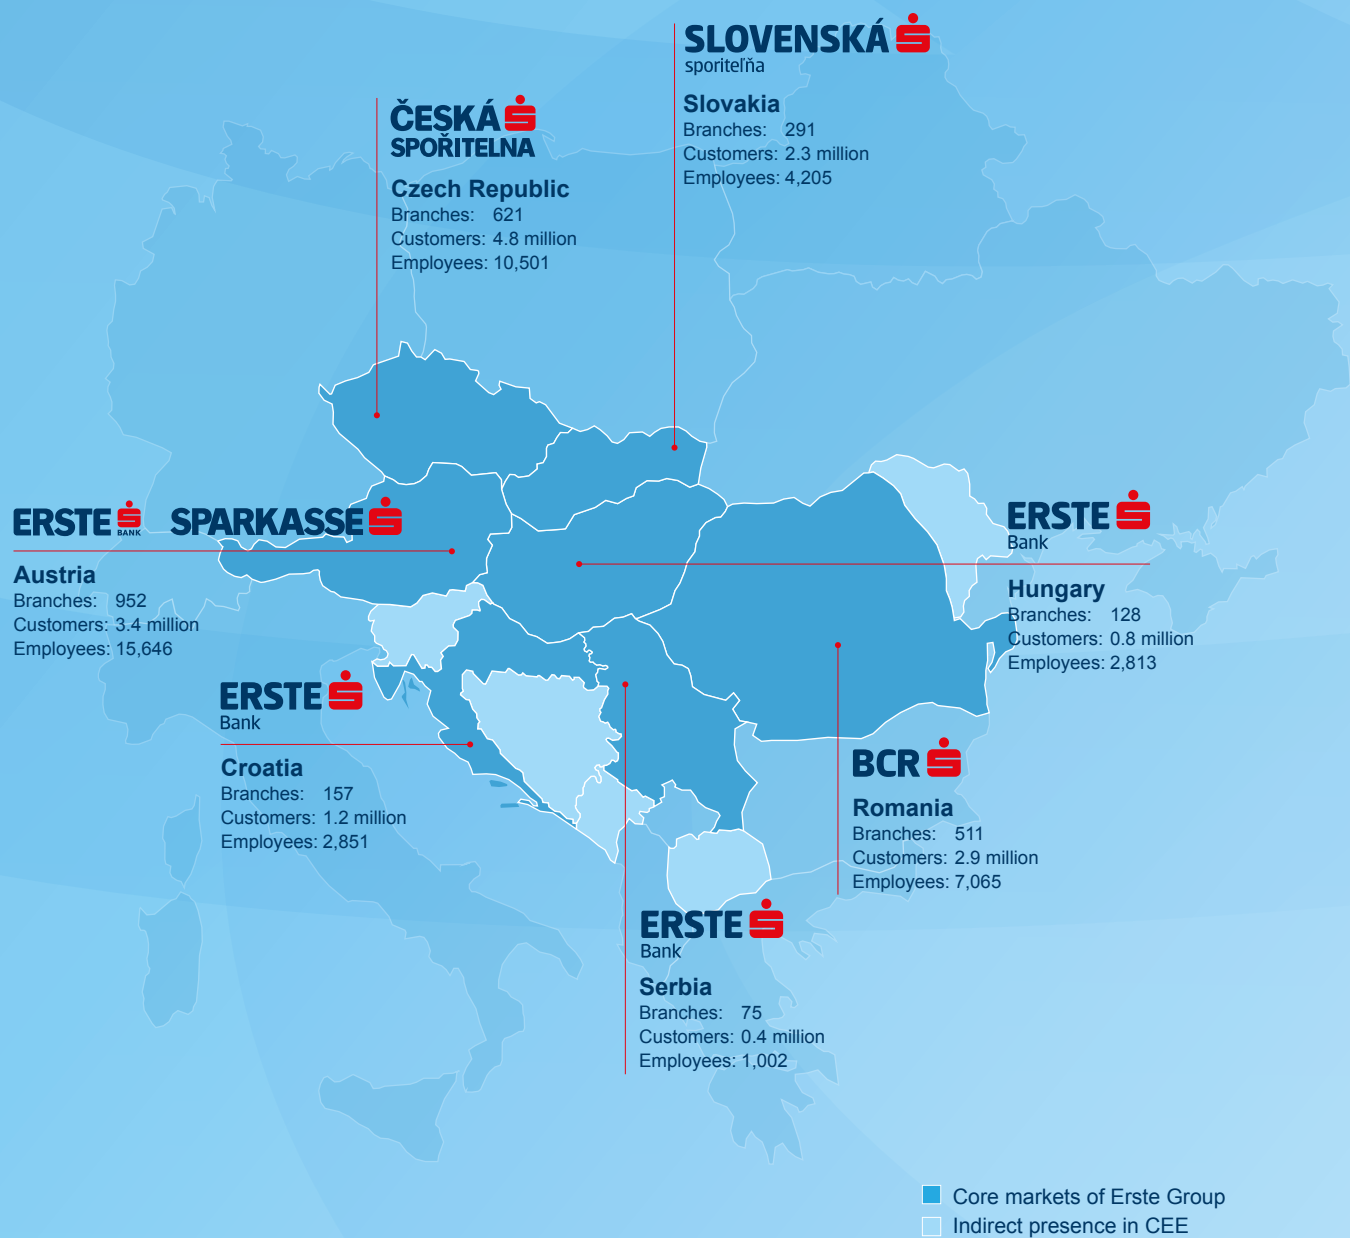 SLOVENSKÁ
sporiteľňa
Slovakia
Branches: 291
Customers: 2.3 million
Employees: 4,205
ČESKÁ
SPOŘITELNA
Czech Republic
Branches: 621
Customers: 4.8 million
Employees: 10,501
ERSTE BANK SPARKASSE
Austria
Branches: 952
Customers: 3.4 million
Employees: 15,646
ERSTE
Bank
Hungary
Branches: 128
Customers: 0.8 million
Employees: 2,813
ERSTE
Bank
Croatia
Branches: 157
Customers: 1.2 million
Employees: 2,851
BCR
Romania
Branches: 511
Customers: 2.9 million
Employees: 7,065
ERSTE
Bank
Serbia
Branches: 75
Customers: 0.4 million
Employees: 1,002
Core markets of Erste Group
Indirect presence in CEE